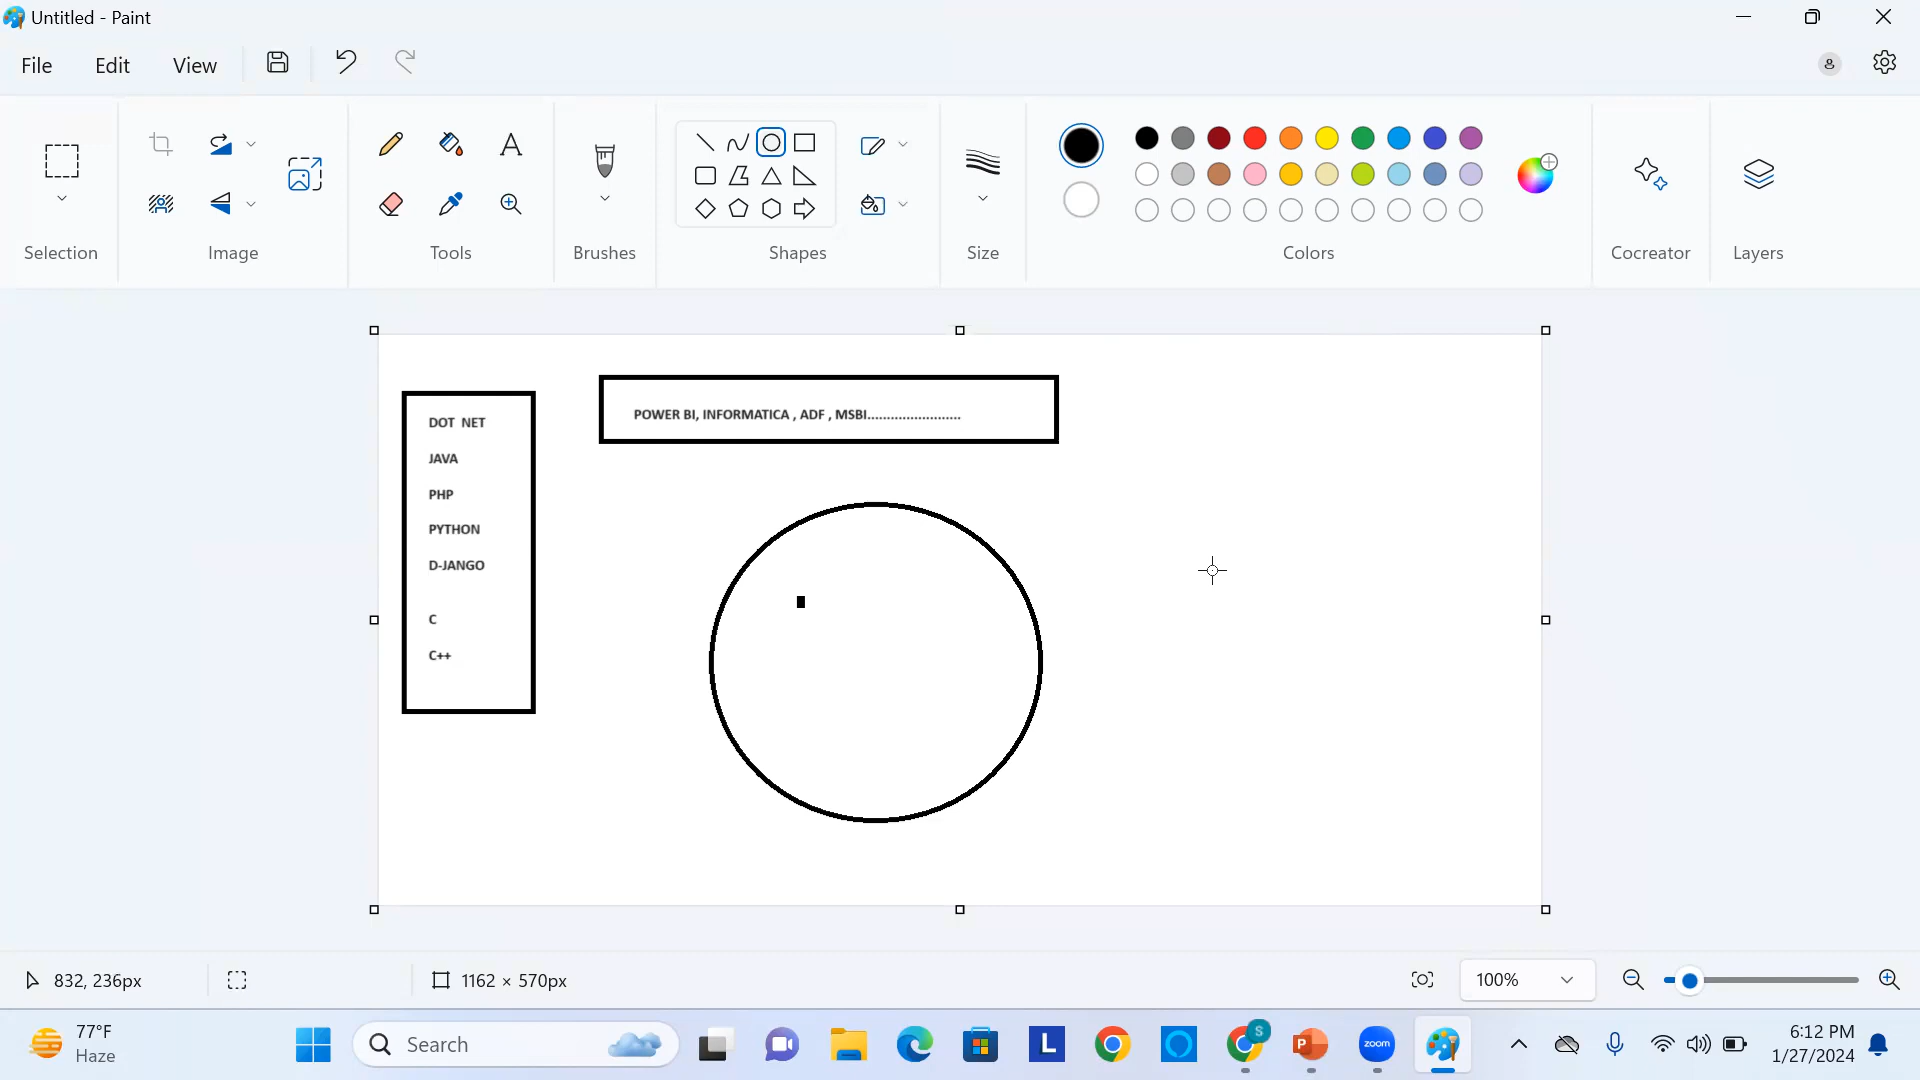 Untitled - Paint
File Edit View
Selection Image Tools Brushes Shapes Size Colors Cocreator Layers
POWER BI, INFORMATICA , ADF , MSBI........................
DOT NET
JAVA
PHP
PYTHON
D-JANGO
C
C++
832, 236px 1162 × 570px 100%
77°F
Haze
Search
L
S
P
zoom
6:12 PM
1/27/2024